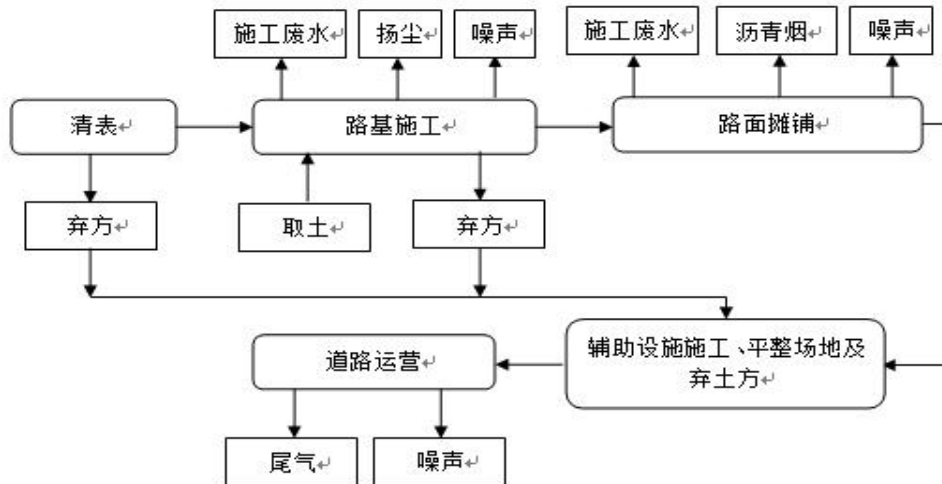 施工废水
扬尘
噪声
施工废水
沥青烟
噪声
清表
路基施工
路面摊铺
弃方
取土
弃方
道路运营
辅助设施施工、平整场地及
弃土方
尾气
噪声